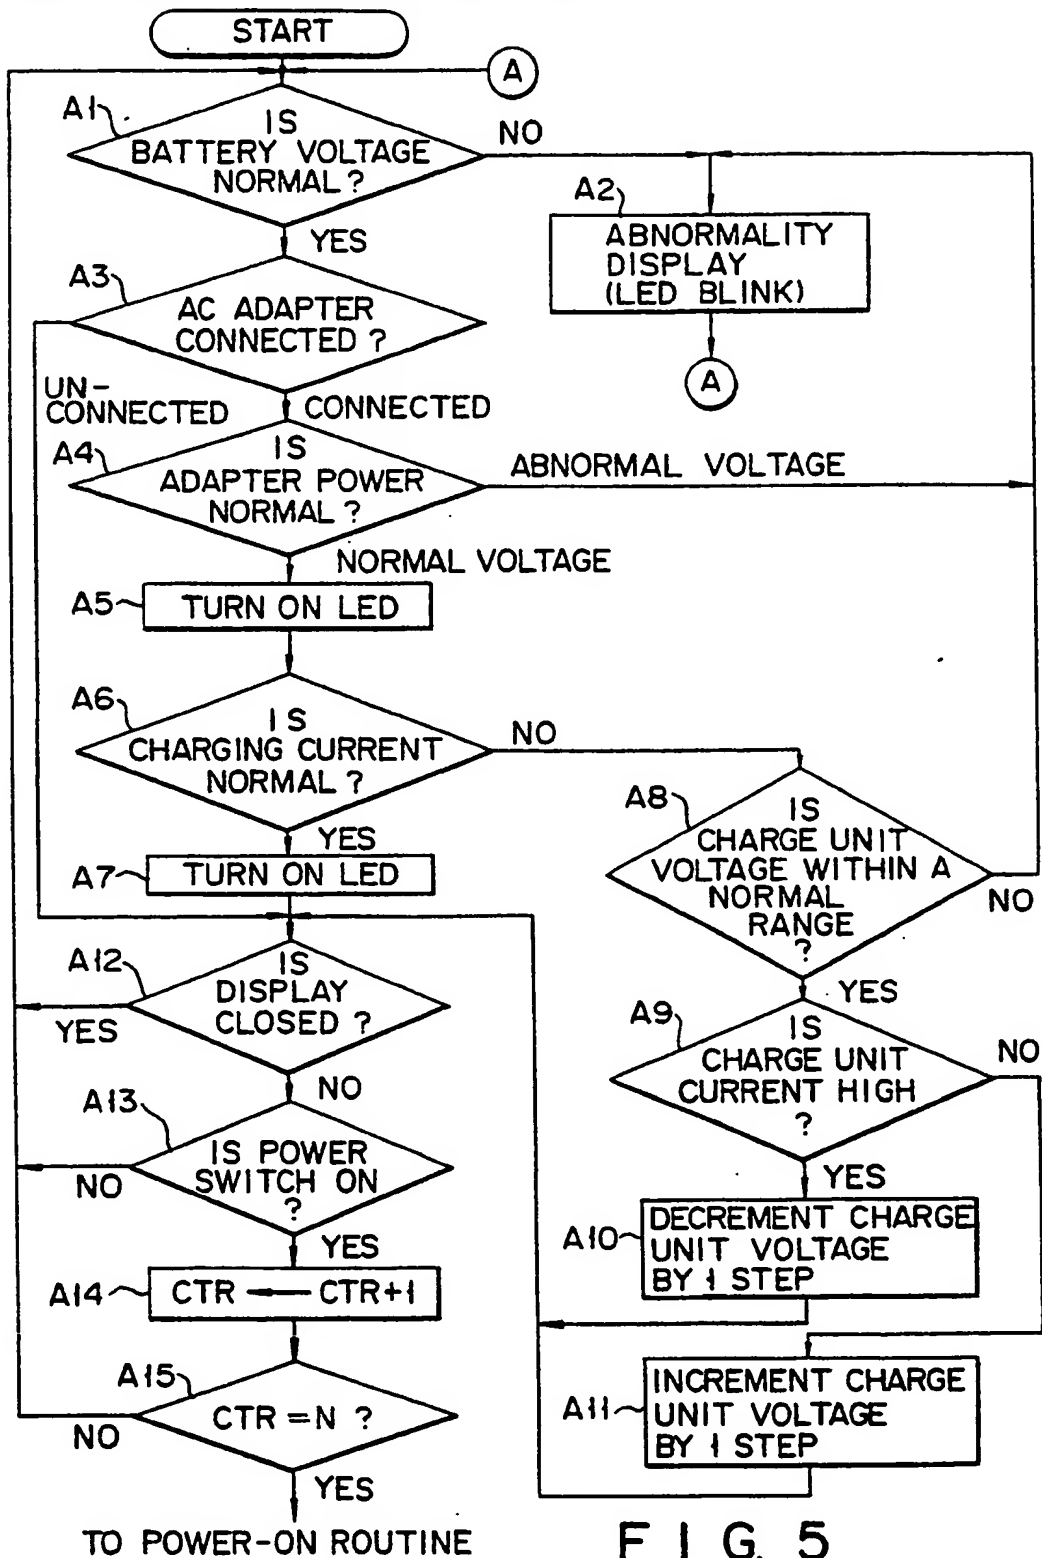 START
A
A1
IS
BATTERY VOLTAGE
NORMAL?
NO
YES
A2
ABNORMALITY
DISPLAY
(LED BLINK)
A
A3
AC ADAPTER
CONNECTED?
UN-
CONNECTED
CONNECTED
A4
IS
ADAPTER POWER
NORMAL?
ABNORMAL VOLTAGE
NORMAL VOLTAGE
A5
TURN ON LED
A6
IS
CHARGING CURRENT
NORMAL?
NO
YES
A7
TURN ON LED
A8
IS
CHARGE UNIT
VOLTAGE WITHIN A
NORMAL
RANGE
?
NO
YES
A9
IS
CHARGE UNIT
CURRENT HIGH
?
NO
YES
A10
DECREMENT CHARGE
UNIT VOLTAGE
BY 1 STEP
A11
INCREMENT CHARGE
UNIT VOLTAGE
BY 1 STEP
A12
IS
DISPLAY
CLOSED?
YES
NO
A13
IS POWER
SWITCH ON
?
NO
YES
A14
CTR ← CTR+1
A15
CTR=N?
NO
YES
TO POWER-ON ROUTINE
FIG. 5